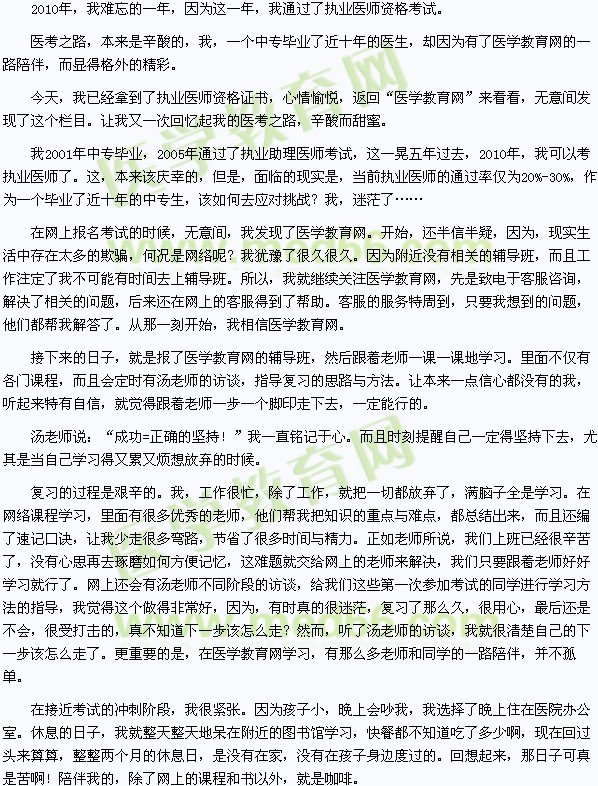 2010年，我难忘的一年，因为这一年，我通过了执业医师资格考试。
医考之路，本来是辛酸的，我，一个中专毕业了近十年的医生，却因为有了医学教育网的一
路陪伴，而显得格外的精彩。
今天，我已经拿到了执业医师资格证书，心情愉悦，返回“医学教育网”来看看，无意间发
现了这个栏目。让我又一次回忆起我的医考之路，辛酸而甜蜜。
我2001年中专毕业，2005年通过了执业助理医师考试，这一晃五年过去，2010年，我可以考
执业医师了。这，本来该庆幸的，但是，面临的现实是，当前执业医师的通过率仅为20%-30%，作
为一个毕业了近十年的中专生，该如何去应对挑战？我，迷茫了……
在网上报名考试的时候，无意间，我发现了医学教育网。开始，还半信半疑，因为，现实生
活中存在太多的欺骗，何况是网络呢？我犹豫了很久很久。因为附近没有相关的辅导班，而且工
作注定了我不可能有时间去上辅导班。所以，我就继续关注医学教育网，先是致电于客服咨询，
解决了相关的问题，后来还在网上的客服得到了帮助。客服的服务特周到，只要我想到的问题，
他们都帮我解答了。从那一刻开始，我相信医学教育网。
接下来的日子，就是报了医学教育网的辅导班，然后跟着老师一课一课地学习。里面不仅有
各门课程，而且会定时有汤老师的访谈，指导复习的思路与方法。让本来一点信心都没有的我，
听起来特有自信，就觉得跟着老师一步一个脚印走下去，一定能行的。
汤老师说：“成功=正确的坚持！”我一直铭记于心。而且时刻提醒自己一定得坚持下去，尤
其是当自己学习得又累又烦想放弃的时候。
复习的过程是艰辛的。我，工作很忙，除了工作，就把一切都放弃了，满脑子全是学习。在
网络课程学习，里面有很多优秀的老师，他们帮我把知识的重点与难点，都总结出来，而且还编
了速记口诀，让我少走很多弯路，节省了很多时间与精力。正如老师所说，我们上班已经很辛苦
了，没有心思再去琢磨如何方便记忆，这难题就交给网上的老师来解决，我们只要跟着老师好好
学习就行了。网上还会有汤老师不同阶段的访谈，给我们这些第一次参加考试的同学进行学习方
法的指导，我觉得这个做得非常好，因为，有时真的很迷茫，复习了那么久，很用心，最后还是
不会，很受打击的，真不知道下一步该怎么走？然而，听了汤老师的访谈，我就很清楚自己的下
一步该怎么走了。更重要的是，在医学教育网学习，有那么多老师和同学的一路陪伴，并不孤
单。
在接近考试的冲刺阶段，我很紧张。因为孩子小，晚上会吵我，我选择了晚上住在医院办公
室。休息的日子，我就整天整天地呆在附近的图书馆学习，快餐都不知道吃了多少啊，现在回过
头来算算，整整两个月的休息日，是没有在家，没有在孩子身边度过的。回想起来，那日子可真
是苦啊！陪伴我的，除了网上的课程和书以外，就是咖啡。
医学教育网
www.med66.com
医学教育网
www.med66.com